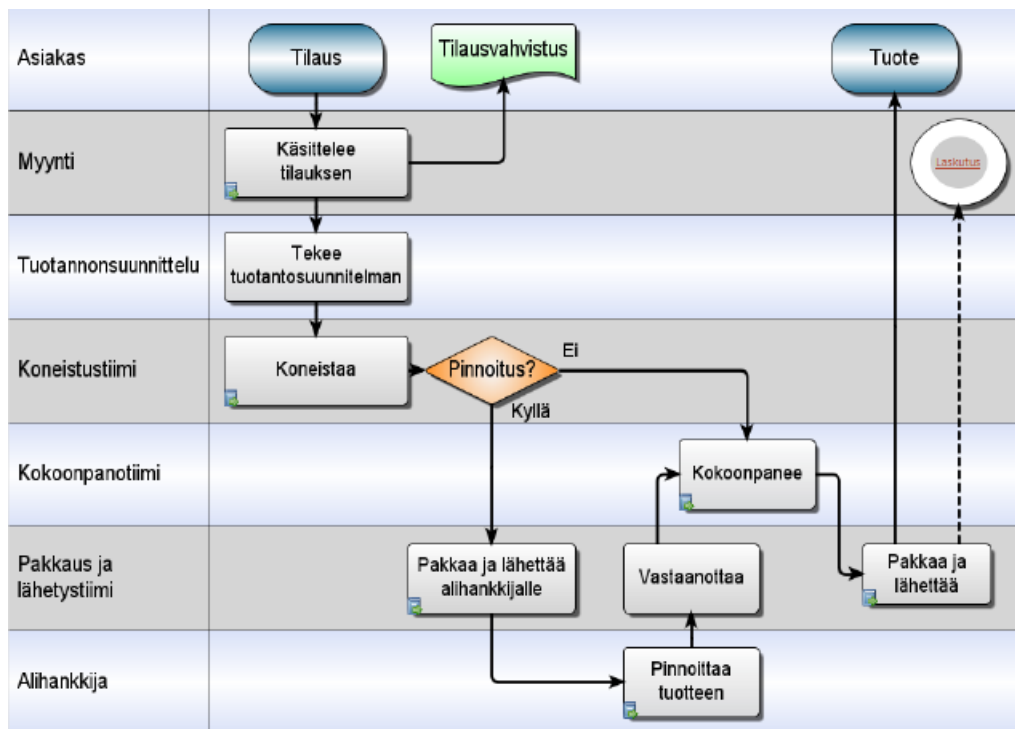 Asiakas
Tilaus
Tilausvahvistus
Tuote
Myynti
Käsittelee
tilauksen
Laskutus
Tuotannonsuunnittelu
Tekee
tuotantosuunnitelman
Koneistustiimi
Koneistaa
Pinnoitus?
Ei
Kyllä
Kokoonpanotiimi
Kokoonpanee
Pakkaus ja
lähetystiimi
Pakkaa ja lähettää
alihankkijalle
Vastaanottaa
Pakkaa ja
lähettää
Alihankkija
Pinnoittaa
tuotteen